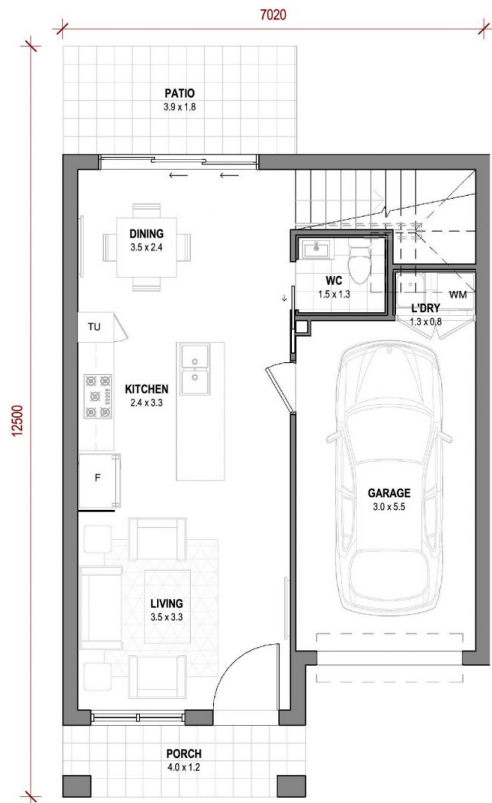 7020
PATIO
3.9 x 1.8
DINING
3.5 x 2.4
WC
1.5 x 1.3
WM
L'DRY
1.3 x 0.8
TU
KITCHEN
2.4 x 3.3
12500
F
GARAGE
3.0 x 5.5
LIVING
3.5 x 3.3
PORCH
4.0 x 1.2